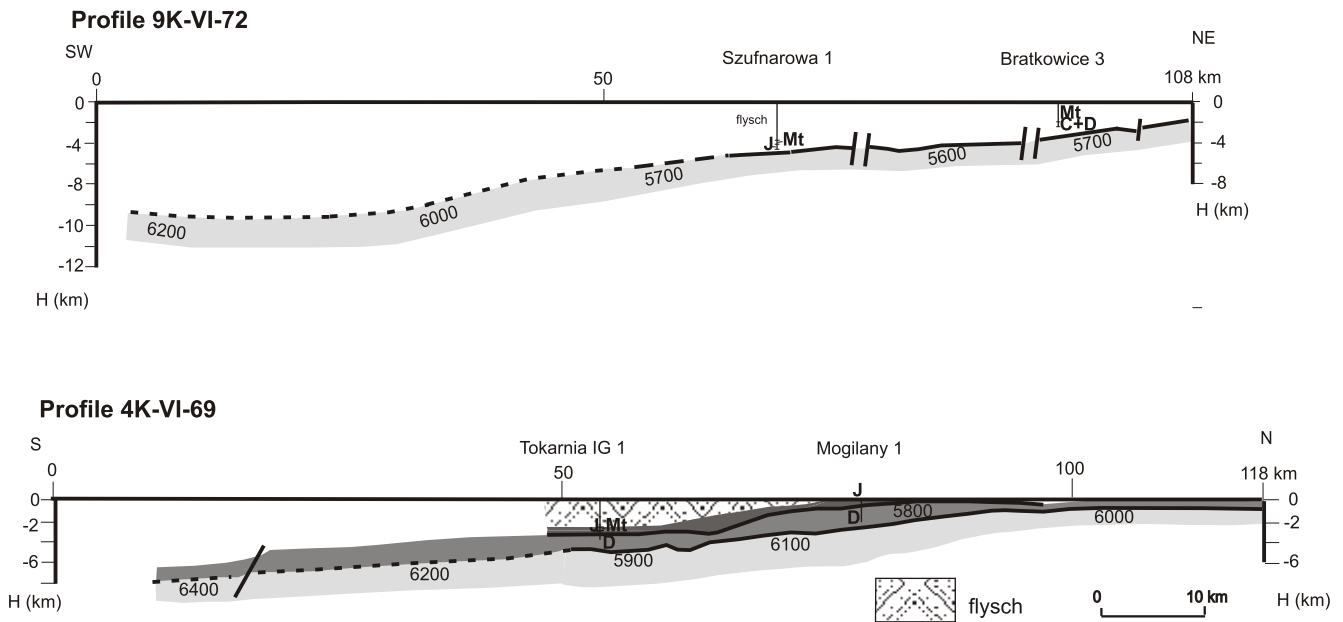 Profile 9K-VI-72
SW
NE
Szufnarowa 1
Bratkowice 3
0
50
108 km
0
-4
-8
-10
-12
H (km)
flysch
J
Mt
Mt
C+D
0
-4
-8
H (km)
5700
5600
5700
6000
6200
Profile 4K-VI-69
S
N
Tokarnia IG 1
Mogilany 1
0
50
100
118 km
0
-2
-6
H (km)
J
Mt
D
J
D
5800
6000
6100
5900
6200
6400
0
-2
-6
H (km)
flysch
0
10 km